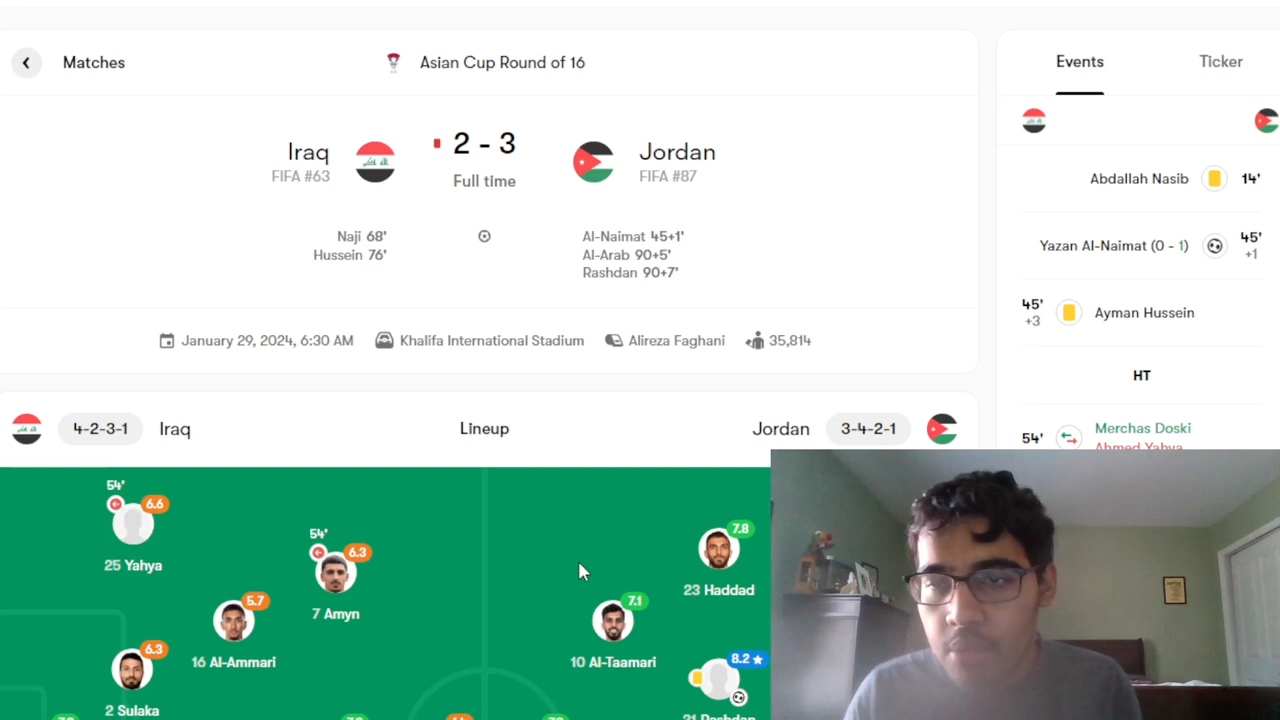 Matches
Asian Cup Round of 16
Iraq
FIFA #63
2 - 3
Full time
Jordan
FIFA #87
Naji 68'
Hussein 76'
Al-Naimat 45+1'
Al-Arab 90+5'
Rashdan 90+7'
January 29, 2024, 6:30 AM
Khalifa International Stadium
Alireza Faghani
35,814
4-2-3-1
Iraq
Lineup
Jordan
3-4-2-1
54'
6.6
25 Yahya
54'
6.3
7 Amyn
5.7
16 Al-Ammari
6.3
2 Sulaka
7.8
23 Haddad
7.1
10 Al-Taamari
8.2
21 Rashdan
Events
Ticker
Abdallah Nasib 14'
Yazan Al-Naimat (0 - 1) 45'
+1
45'
+3
Ayman Hussein
HT
54'
Merchas Doski
Ahmed Yahya